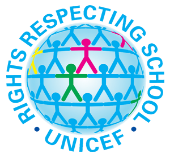 RIGHTS RESPECTING SCHOOL
• UNICEF •